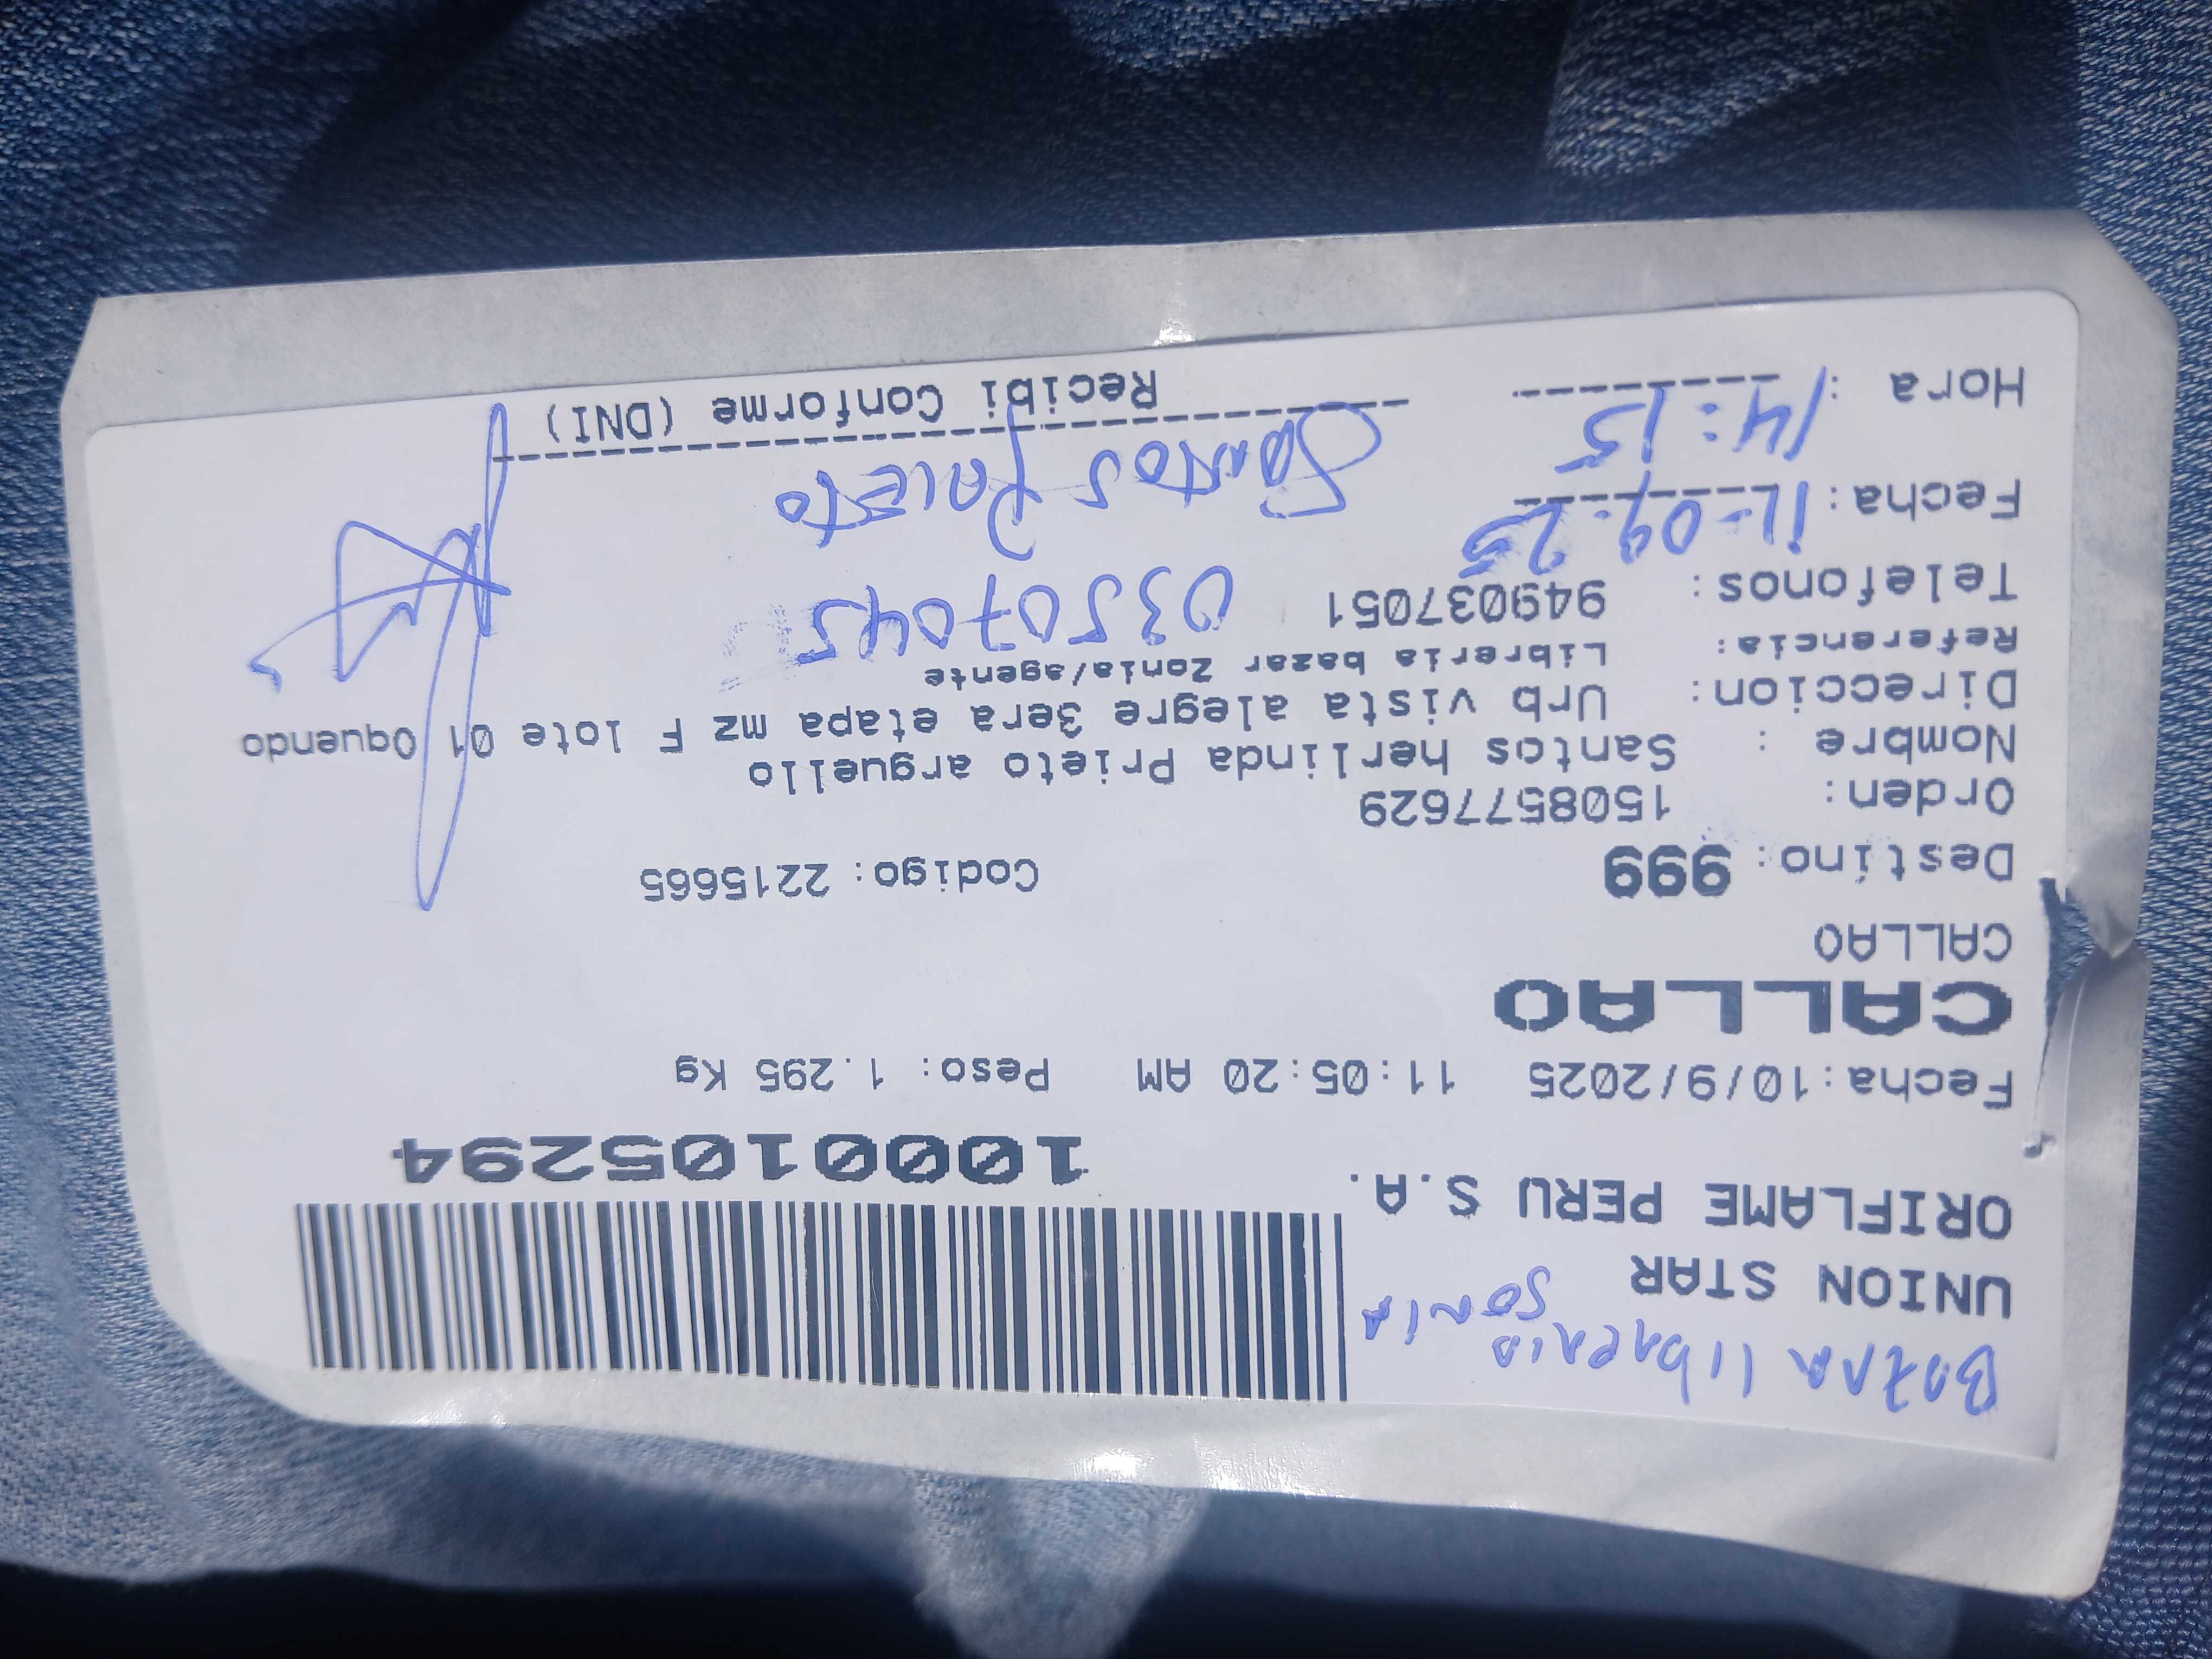 Bazar libreria
Sonia
UNION STAR
ORIFLAME PERU S.A.
1000105294
Fecha:10/9/2025 11:05:20 AM Peso: 1.295 Kg
CALLAO
CALLAO
Destino: 999 Codigo: 2215665
Orden: 1508577629
Nombre : Santos herlinda Prieto arguello
Direccion: Urb vista alegre 3era etapa mz F lote 01 Oquendo
Referencia: Libreria bazar Zonia/agente
Telefonos: 949037051
03507045
Fecha: 11-09-25
Santos Prieto
Hora : 14:15
Recibi Conforme (DNI)